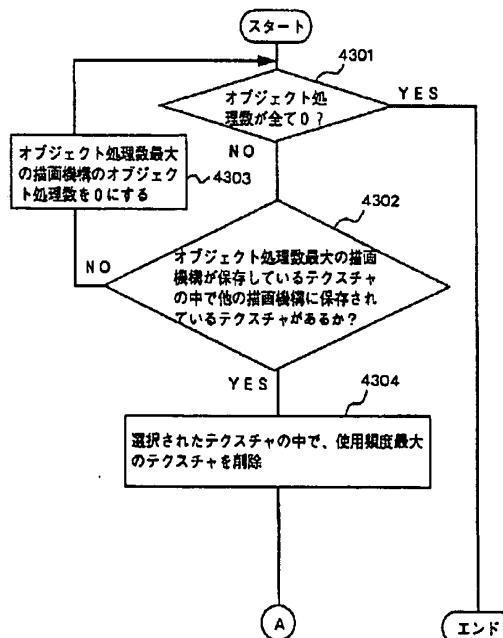 スタート
4301
オブジェクト処
理数が全て0?
YES
NO
オブジェクト処理数最大
の描画機構のオブジェ
クト処理数を0にする
4303
4302
オブジェクト処理数最大の描画
機構が保存しているテクスチャ
の中で他の描画機構に保存され
ているテクスチャがあるか?
NO
YES
4304
選択されたテクスチャの中で、使用頻度最大
のテクスチャを削除
A
エンド